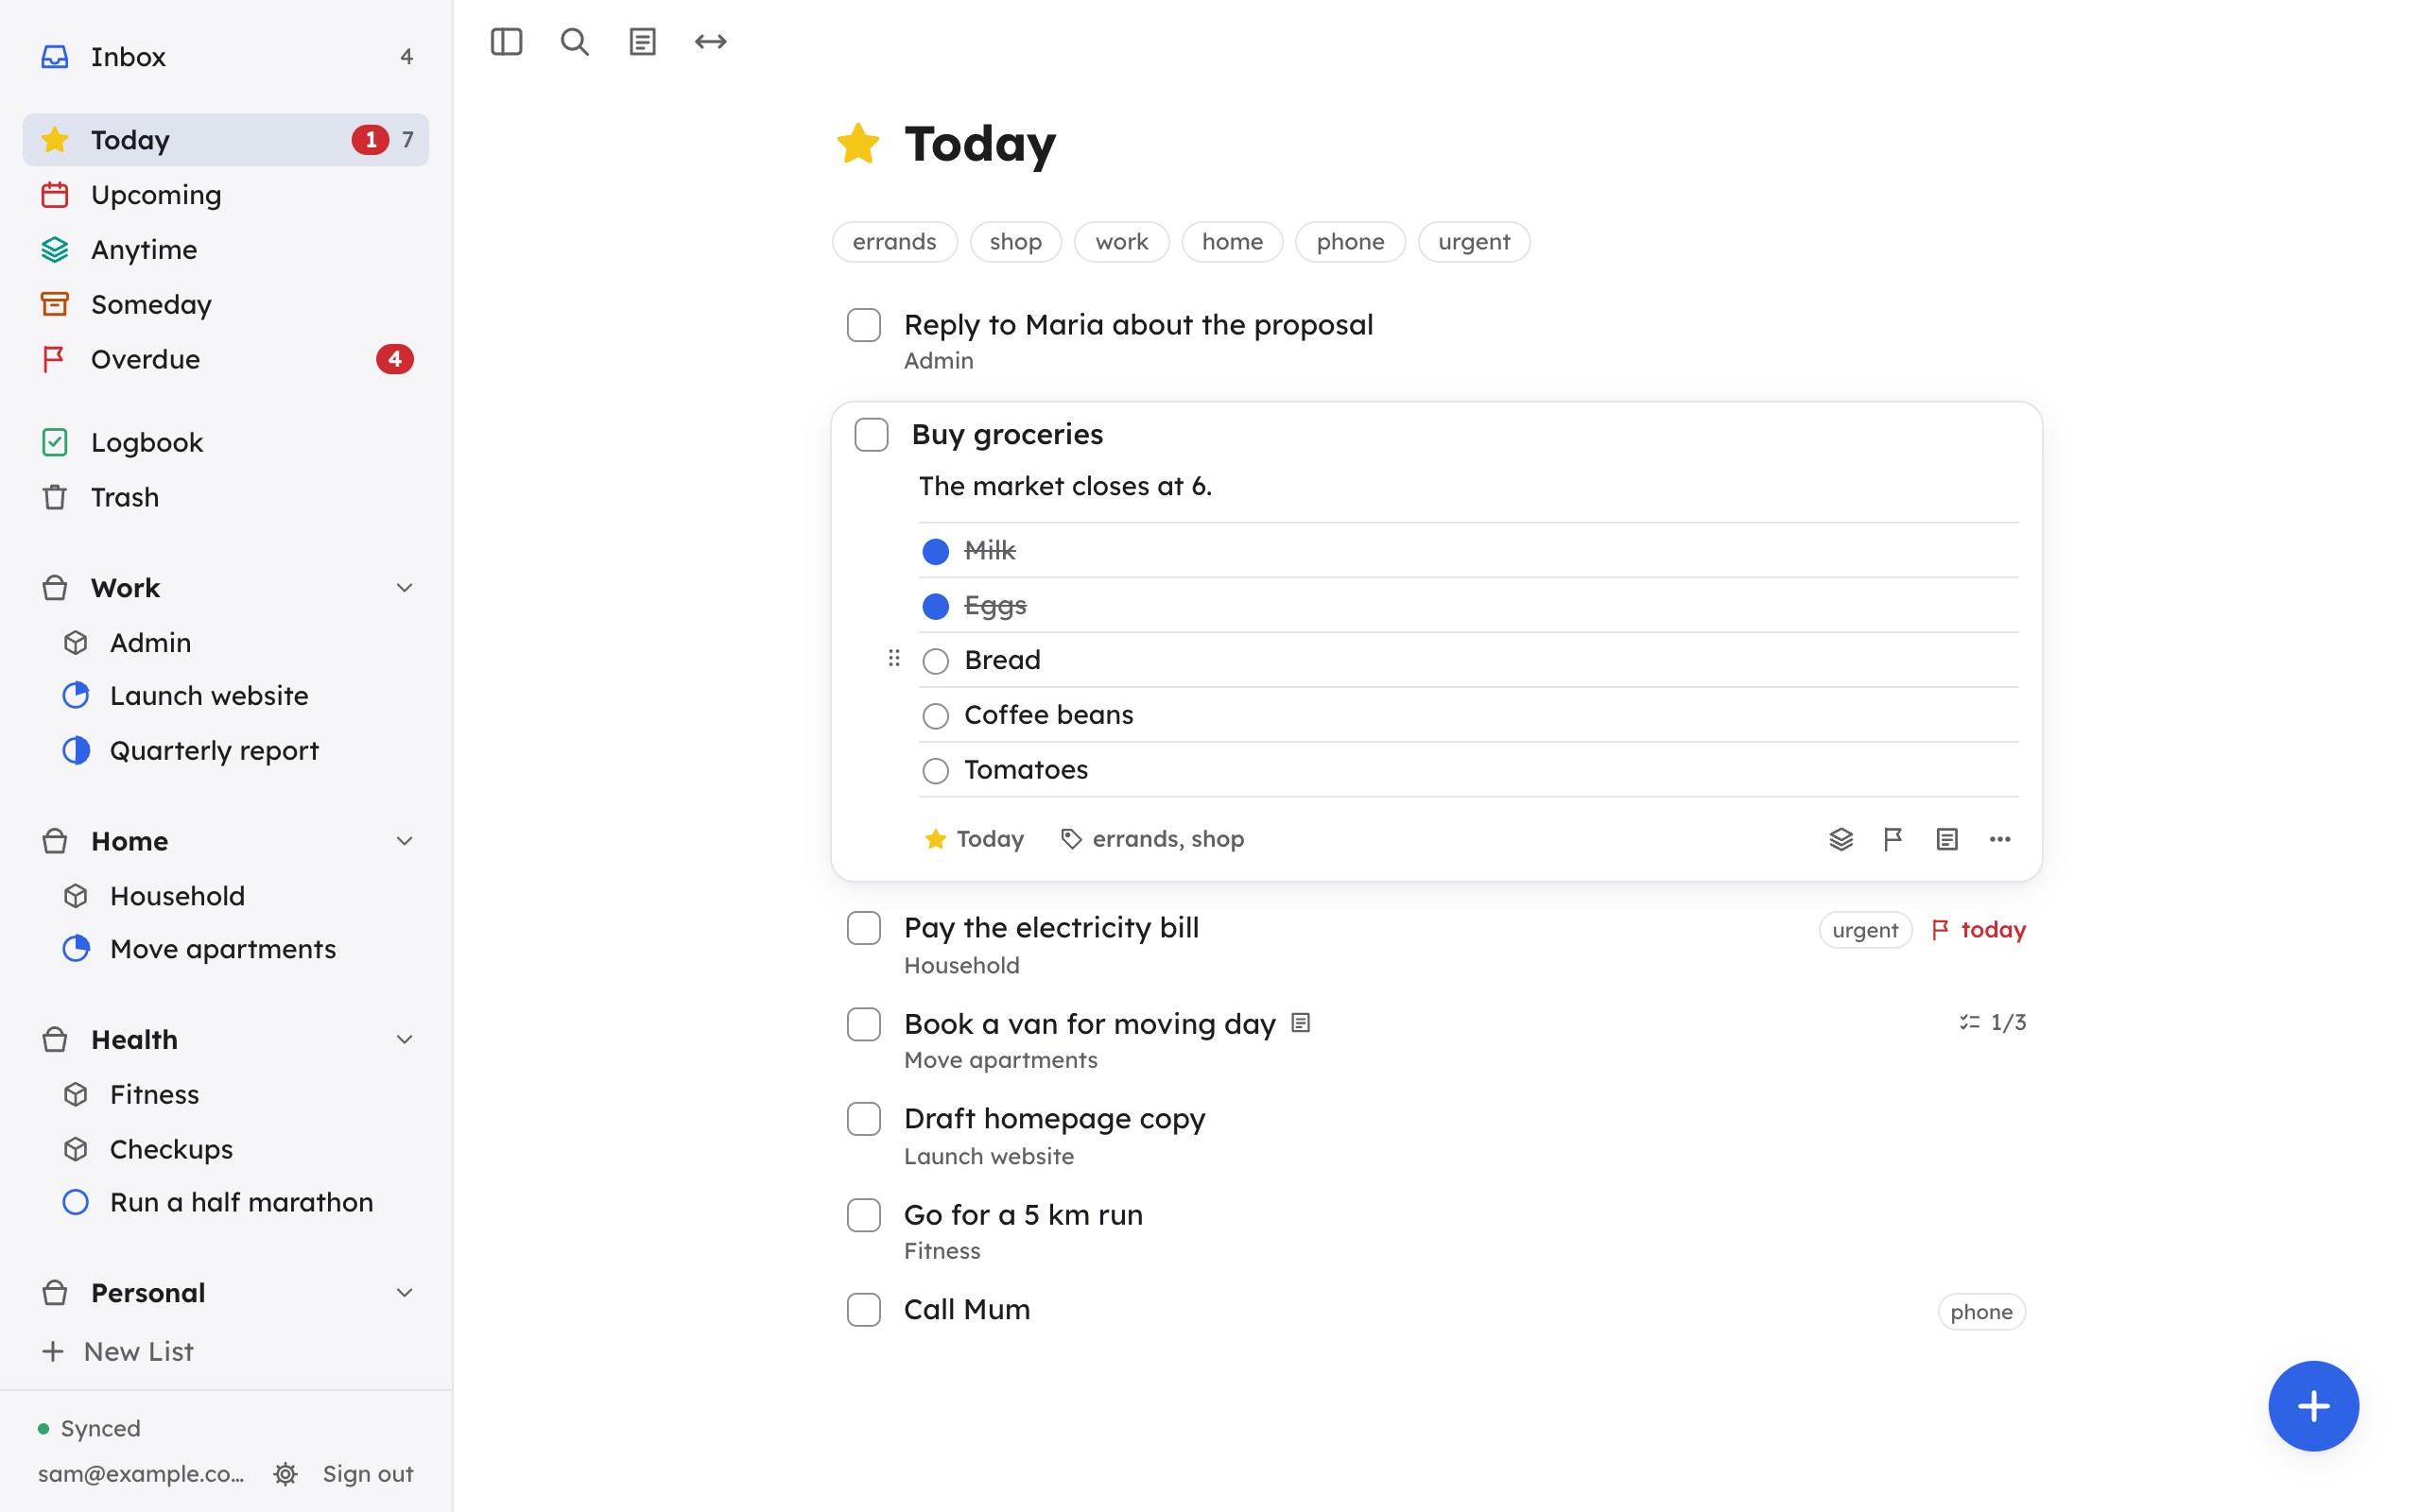 Inbox 4
Today 1 7
Upcoming
Anytime
Someday
Overdue 4
Logbook
Trash
Work
Admin
Launch website
Quarterly report
Home
Household
Move apartments
Health
Fitness
Checkups
Run a half marathon
Personal
New List
Synced
sam@example.co... Sign out
Today
errands shop work home phone urgent
Reply to Maria about the proposal
Admin
Buy groceries
The market closes at 6.
Milk
Eggs
Bread
Coffee beans
Tomatoes
Today errands, shop
Pay the electricity bill urgent today
Household
Book a van for moving day 1/3
Move apartments
Draft homepage copy
Launch website
Go for a 5 km run
Fitness
Call Mum phone